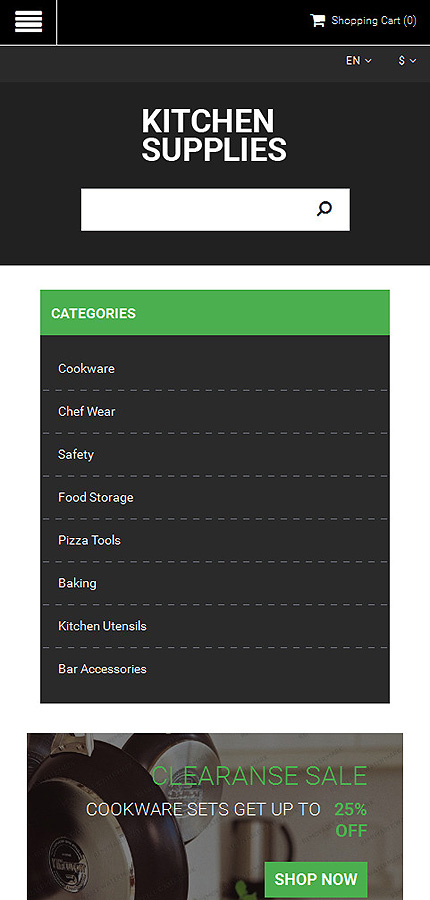 Shopping Cart (0)
EN $
KITCHEN
SUPPLIES
CATEGORIES
Cookware
Chef Wear
Safety
Food Storage
Pizza Tools
Baking
Kitchen Utensils
Bar Accessories
CLEARANSE SALE
COOKWARE SETS GET UP TO 25%
OFF
SHOP NOW